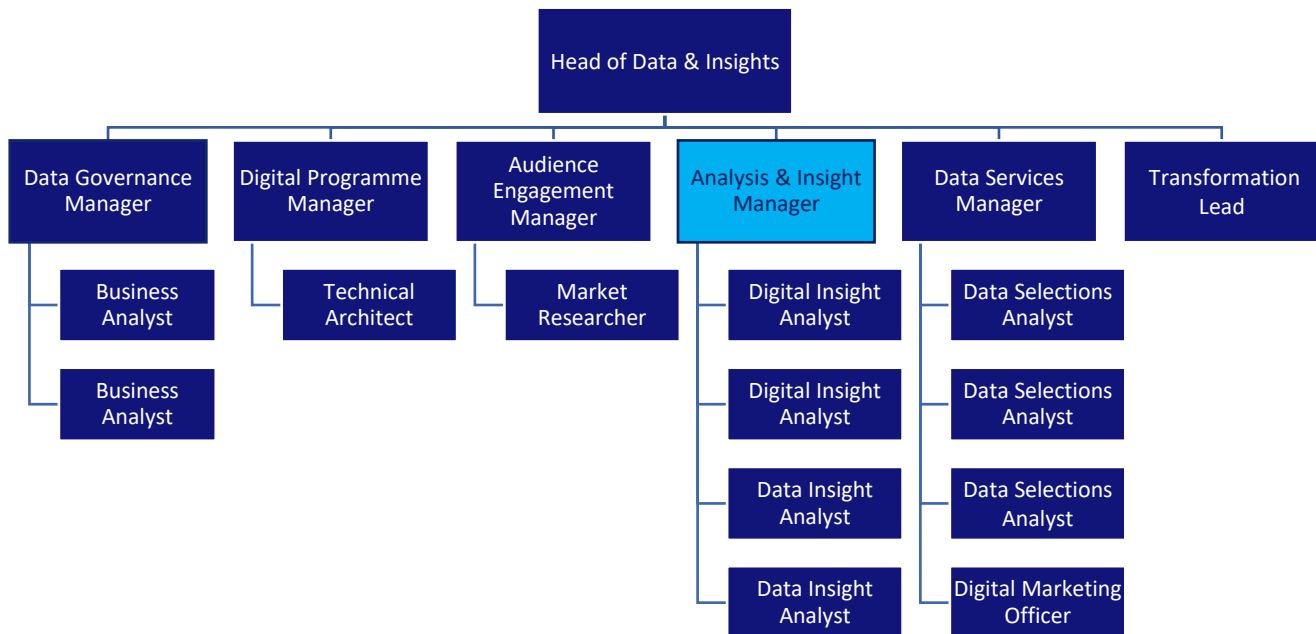 Head of Data & Insights
Data Governance
Manager
Digital Programme
Manager
Audience
Engagement
Manager
Analysis & Insight
Manager
Data Services
Manager
Transformation
Lead
Business
Analyst
Business
Analyst
Technical
Architect
Market
Researcher
Digital Insight
Analyst
Digital Insight
Analyst
Data Insight
Analyst
Data Insight
Analyst
Data Selections
Analyst
Data Selections
Analyst
Data Selections
Analyst
Digital Marketing
Officer